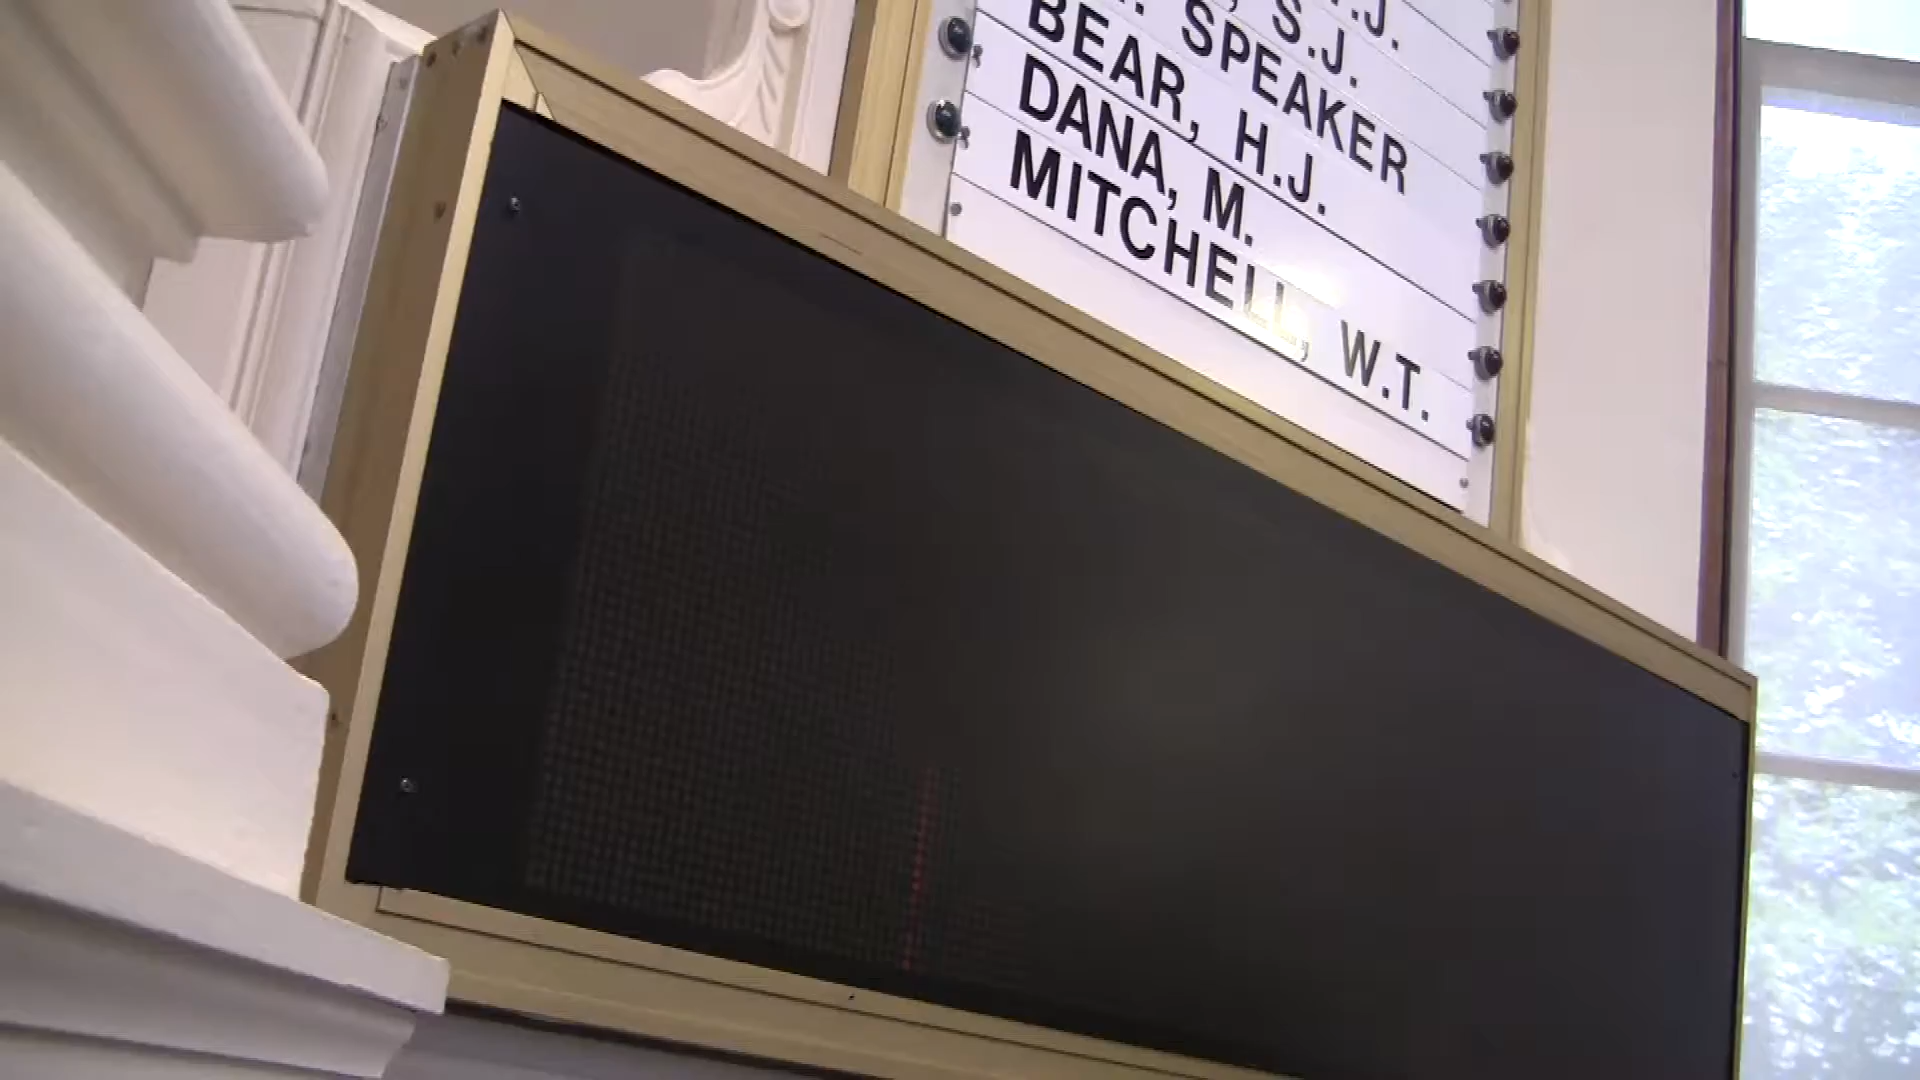 J.
S.J.
SPEAKER
BEAR, H.J.
DANA, M.
MITCHELL, W.T.